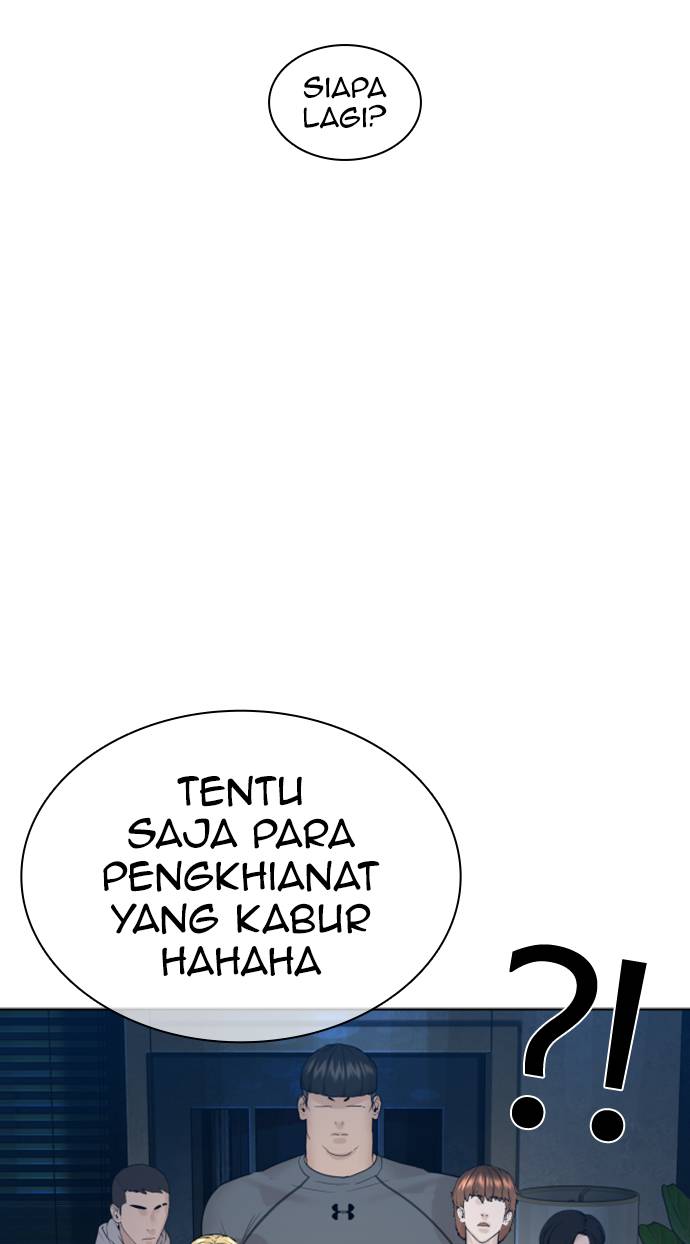 SIAPA
LAGI?
TENTU
SAJA PARA
PENGKHIANAT
YANG KABUR
HAHAHA
?!